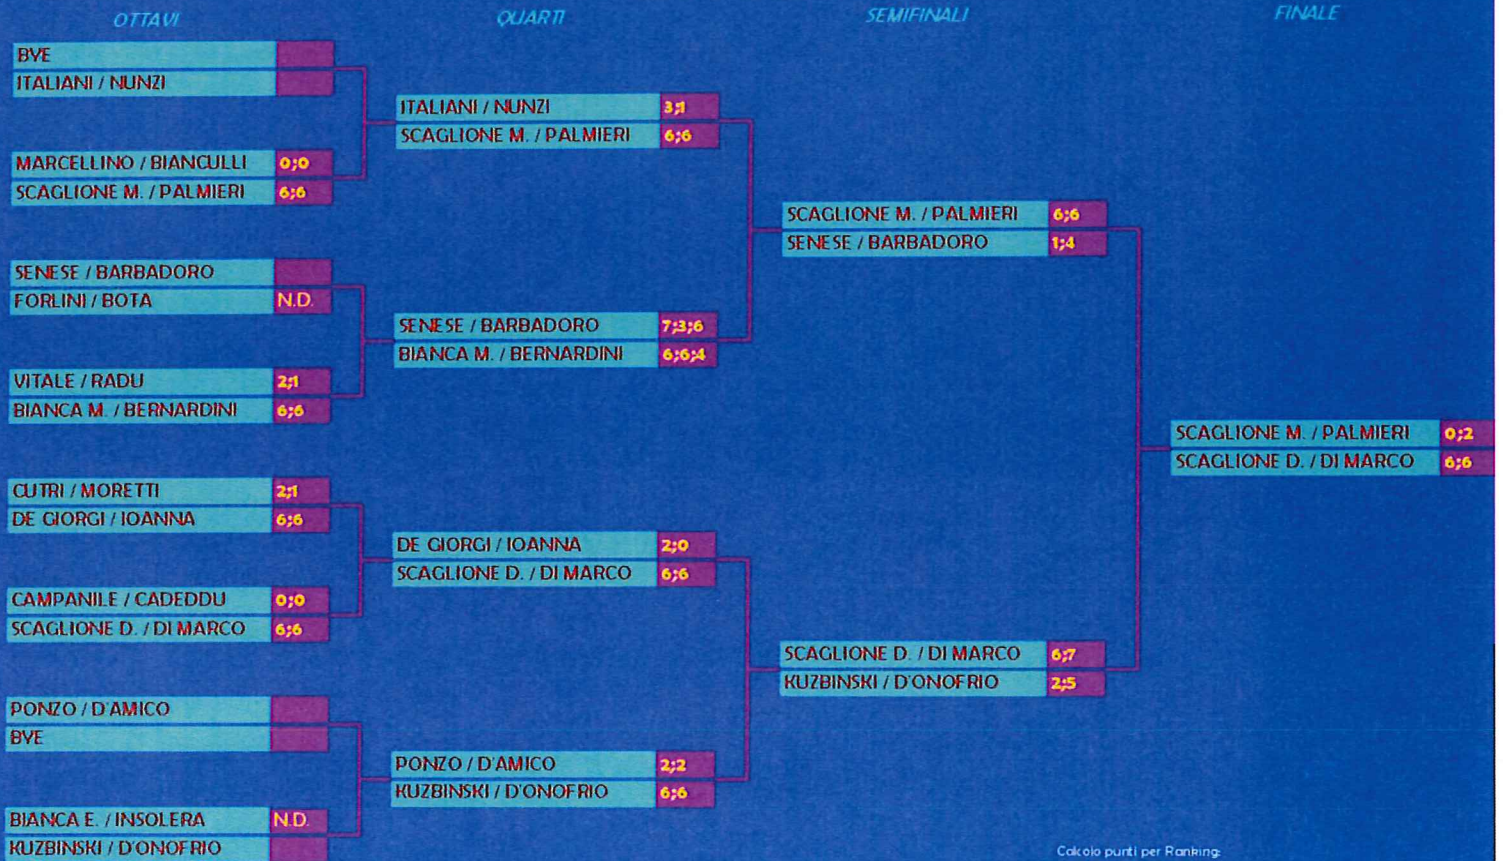 OTTAVI
QUARTI
SEMIFINALI
FINALE
BYE
ITALIANI / NUNZI
MARCELLINO / BIANCULLI 0;0
SCAGLIONE M. / PALMIERI 6;6
SENESE / BARBADORO
FORLINI / BOTA N.D.
VITALE / RADU 2;1
BIANCA M. / BERNARDINI 6;6
CUTRI / MORETTI 2;1
DE GIORGI / IOANNA 6;6
CAMPANILE / CADEDDU 0;0
SCAGLIONE D. / DI MARCO 6;6
PONZO / D'AMICO
BYE
BIANCA E. / INSOLERA N.D.
KUZBINSKI / D'ONOFRIO
ITALIANI / NUNZI 3;1
SCAGLIONE M. / PALMIERI 6;6
SENESE / BARBADORO 7;3;6
BIANCA M. / BERNARDINI 6;6;4
DE GIORGI / IOANNA 2;0
SCAGLIONE D. / DI MARCO 6;6
PONZO / D'AMICO 2;2
KUZBINSKI / D'ONOFRIO 6;6
SCAGLIONE M. / PALMIERI 6;6
SENESE / BARBADORO 1;4
SCAGLIONE D. / DI MARCO 6;7
KUZBINSKI / D'ONOFRIO 2;5
SCAGLIONE M. / PALMIERI 0;2
SCAGLIONE D. / DI MARCO 6;6
Calcolo punti per Ranking: